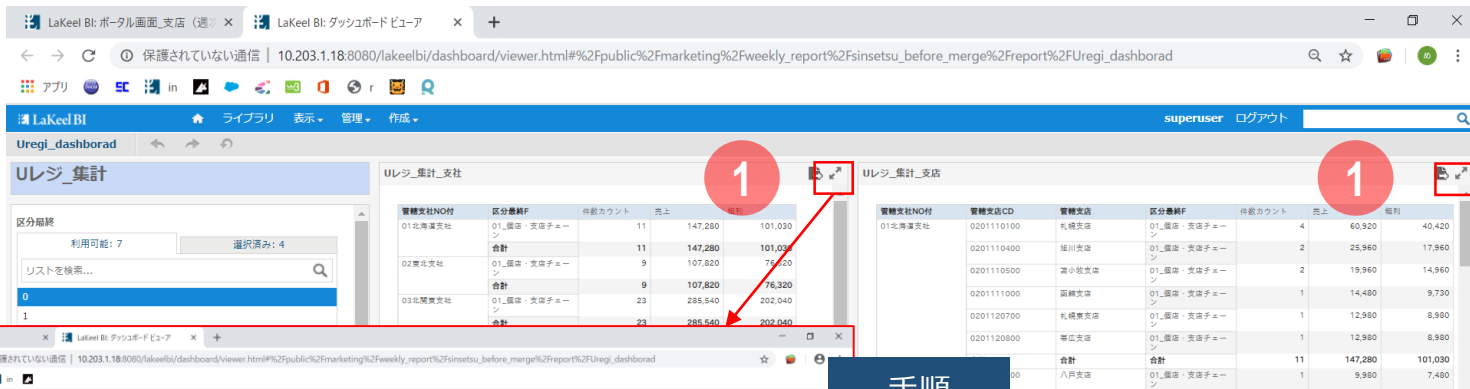 LaKeel BI: ポータル画面_支店（週
LaKeel BI: ダッシュボード ビューア
保護されていない通信 | 10.203.1.18:8080/lakeelbi/dashboard/viewer.html#%2Fpublic%2Fmarketing%2Fweekly_report%2Fsinsetsu_before_merge%2Freport%2FUregi_dashborad
アプリ in r
LaKeel BI ライブラリ 表示 管理 作成 superuser ログアウト
Uregi_dashborad
Uレジ_集計
区分最終
利用可能: 7 選択済み: 4
リストを検索...
0
1
Uレジ_集計_支社
1
管轄支社NO付 区分最終F 件数カウント 売上 粗利
01北海道支社 01_個店・支店チェーン 11 147,280 101,030
合計 11 147,280 101,030
02東北支社 01_個店・支店チェーン 9 107,820 76,320
合計 9 107,820 76,320
03北関東支社 01_個店・支店チェーン 23 285,540 202,040
合計 23 285,540 202,040
Uレジ_集計_支店
1
管轄支社NO付 管轄支店CD 管轄支店 区分最終F 件数カウント 売上 粗利
01北海道支社 0201110100 札幌支店 01_個店・支店チェーン 4 60,920 40,420
0201110400 旭川支店 01_個店・支店チェーン 2 25,960 17,960
0201110500 苫小牧支店 01_個店・支店チェーン 2 19,960 14,960
0201111000 函館支店 01_個店・支店チェーン 1 14,480 9,730
0201120700 札幌東支店 01_個店・支店チェーン 1 12,980 8,980
0201120800 帯広支店 01_個店・支店チェーン 1 12,980 8,980
合計 合計 11 147,280 101,030
00 八戸支店 01_個店・支店チェーン 1 9,980 7,480
LaKeel BI: ダッシュボード ビューア
護されていない通信 | 10.203.1.18:8080/lakeelbi/dashboard/viewer.html#%2Fpublic%2Fmarketing%2Fweekly_report%2Fsinsetsu_before_merge%2Freport%2FUregi_dashborad
in
手順